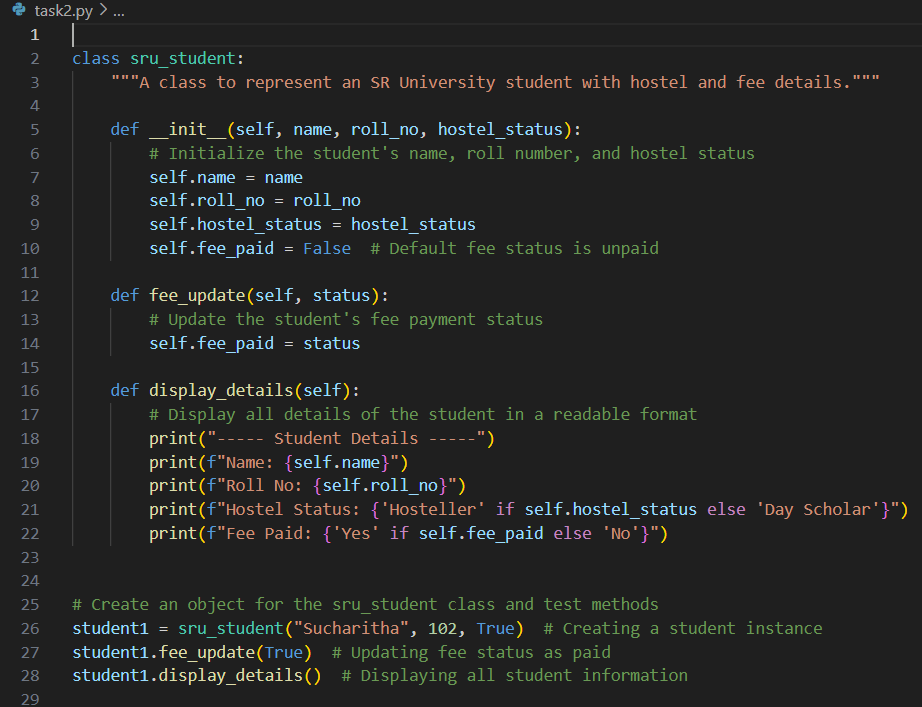 task2.py > ...
1
2 class sru_student:
3     """A class to represent an SR University student with hostel and fee details."""
4
5     def __init__(self, name, roll_no, hostel_status):
6         # Initialize the student's name, roll number, and hostel status
7         self.name = name
8         self.roll_no = roll_no
9         self.hostel_status = hostel_status
10         self.fee_paid = False  # Default fee status is unpaid
11
12     def fee_update(self, status):
13         # Update the student's fee payment status
14         self.fee_paid = status
15
16     def display_details(self):
17         # Display all details of the student in a readable format
18         print("----- Student Details -----")
19         print(f"Name: {self.name}")
20         print(f"Roll No: {self.roll_no}")
21         print(f"Hostel Status: {'Hosteller' if self.hostel_status else 'Day Scholar'}")
22         print(f"Fee Paid: {'Yes' if self.fee_paid else 'No'}")
23
24
25 # Create an object for the sru_student class and test methods
26 student1 = sru_student("Sucharitha", 102, True)  # Creating a student instance
27 student1.fee_update(True)  # Updating fee status as paid
28 student1.display_details()  # Displaying all student information
29